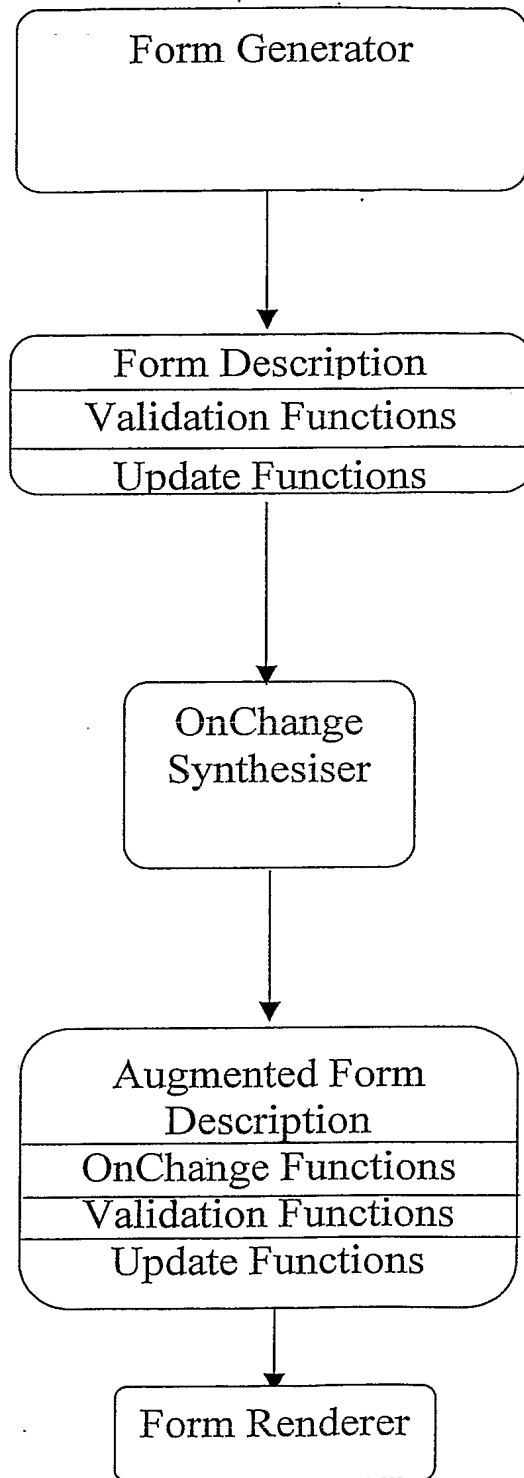 Form Generator
Form Description
Validation Functions
Update Functions
OnChange
Synthesiser
Augmented Form
Description
OnChange Functions
Validation Functions
Update Functions
Form Renderer